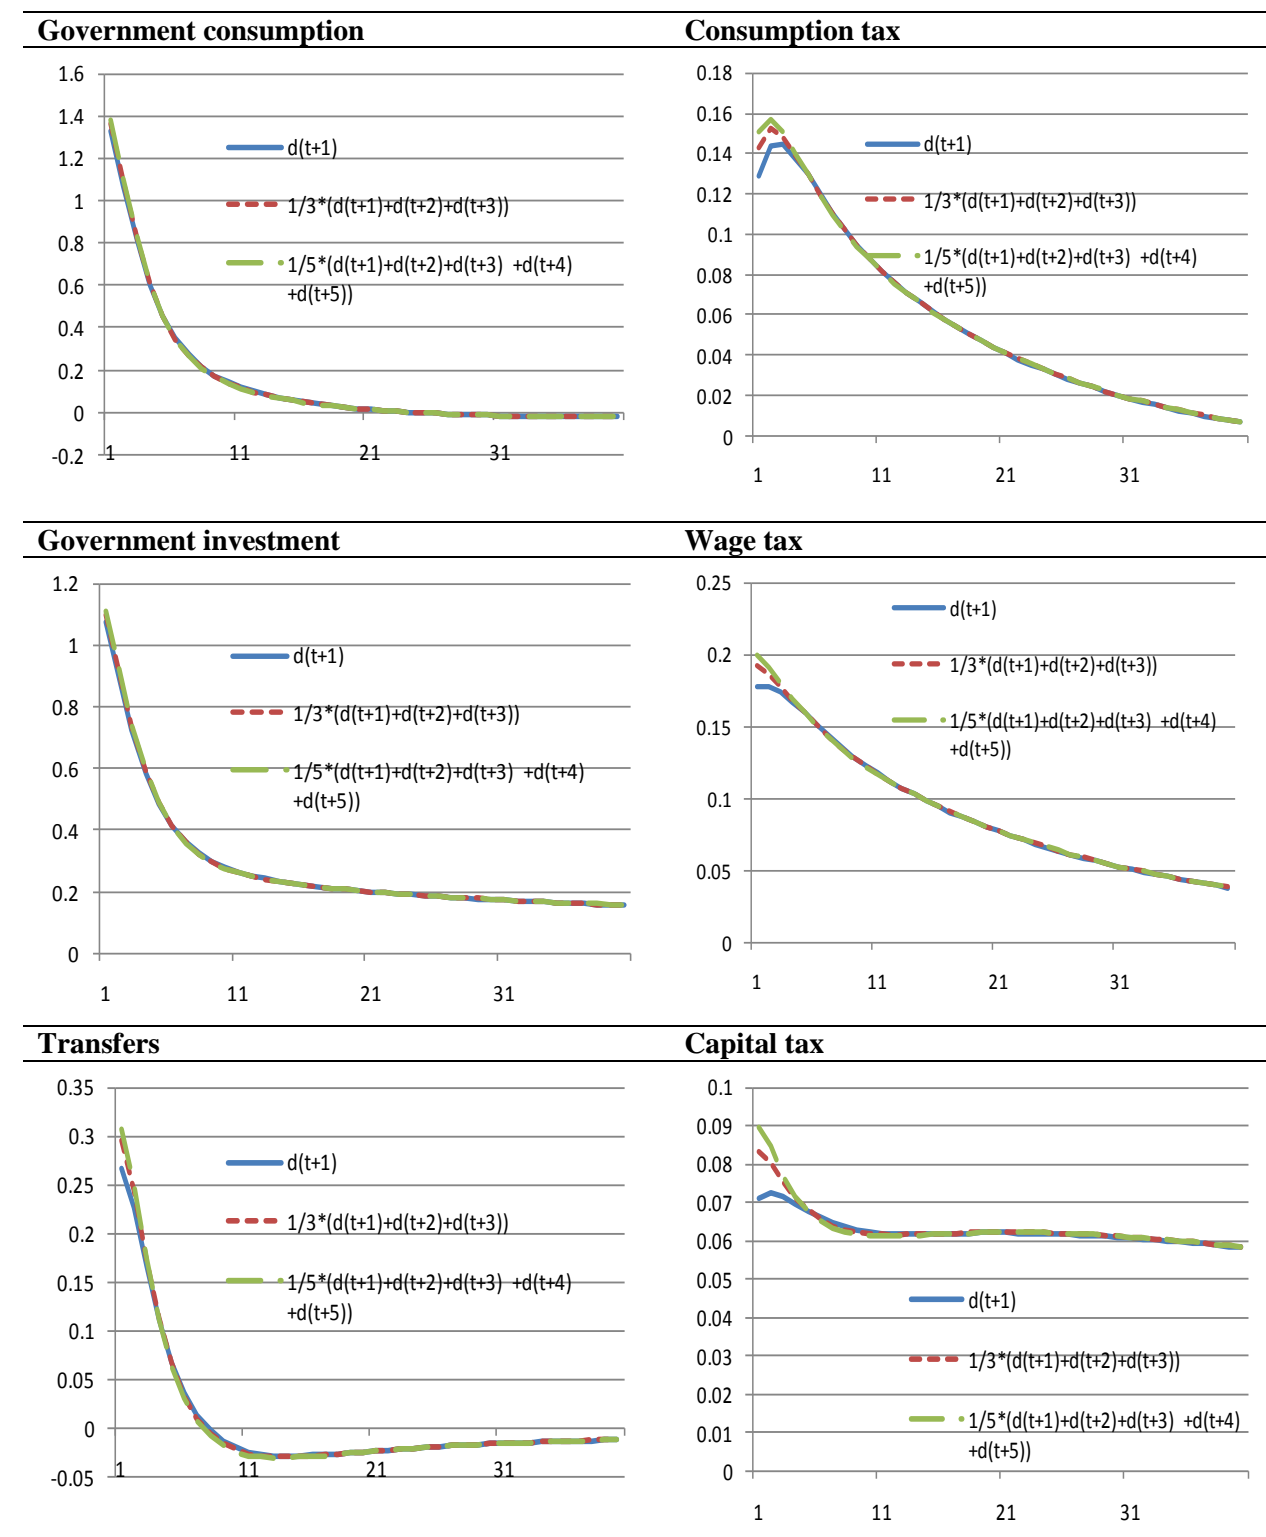 Government consumption
Consumption tax
1.6
1.4
1.2
1
0.8
0.6
0.4
0.2
0
-0.2
1
11
21
31
d(t+1)
1/3*(d(t+1)+d(t+2)+d(t+3))
1/5*(d(t+1)+d(t+2)+d(t+3) +d(t+4)
+d(t+5))
0.18
0.16
0.14
0.12
0.1
0.08
0.06
0.04
0.02
0
1
11
21
31
d(t+1)
1/3*(d(t+1)+d(t+2)+d(t+3))
1/5*(d(t+1)+d(t+2)+d(t+3) +d(t+4)
+d(t+5))
Government investment
Wage tax
1.2
1
0.8
0.6
0.4
0.2
0
1
11
21
31
d(t+1)
1/3*(d(t+1)+d(t+2)+d(t+3))
1/5*(d(t+1)+d(t+2)+d(t+3) +d(t+4)
+d(t+5))
0.25
0.2
0.15
0.1
0.05
0
1
11
21
31
d(t+1)
1/3*(d(t+1)+d(t+2)+d(t+3))
1/5*(d(t+1)+d(t+2)+d(t+3) +d(t+4)
+d(t+5))
Transfers
Capital tax
0.35
0.3
0.25
0.2
0.15
0.1
0.05
0
-0.05
1
11
21
31
d(t+1)
1/3*(d(t+1)+d(t+2)+d(t+3))
1/5*(d(t+1)+d(t+2)+d(t+3) +d(t+4)
+d(t+5))
0.1
0.09
0.08
0.07
0.06
0.05
0.04
0.03
0.02
0.01
0
1
11
21
31
d(t+1)
1/3*(d(t+1)+d(t+2)+d(t+3))
1/5*(d(t+1)+d(t+2)+d(t+3) +d(t+4)
+d(t+5))